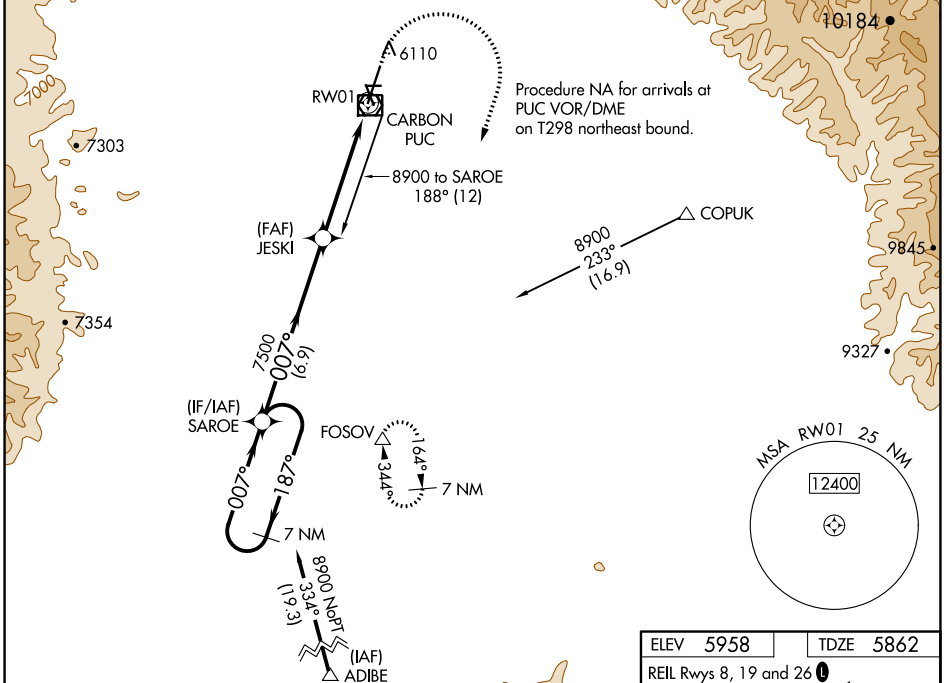 10184
6110
7000
7303
RW01
CARBON
PUC
Procedure NA for arrivals at
PUC VOR/DME
on T298 northeast bound.
8900 to SAROE
188° (12)
COPUK
8900
233°
(16.9)
(FAF)
JESKI
9845
7354
7500
007°
(6.9)
9327
(IF/IAF)
SAROE
FOSOV
164°
344°
7 NM
007°
187°
7 NM
MSA RW01 25 NM
12400
8900 NoPT
334°
(19.3)
(IAF)
ADIBE
ELEV 5958
TDZE 5862
REIL Rwys 8, 19 and 26 L